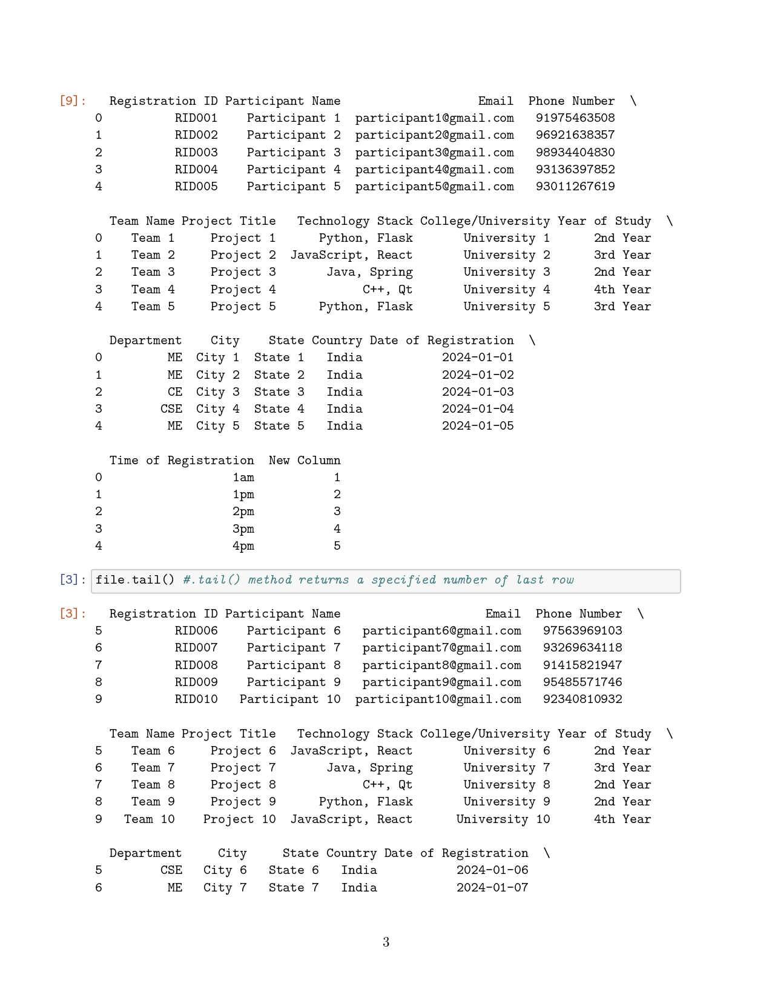 [9]:   Registration ID Participant Name                   Email  Phone Number  \
0          RID001    Participant 1  participant1@gmail.com   91975463508
1          RID002    Participant 2  participant2@gmail.com   96921638357
2          RID003    Participant 3  participant3@gmail.com   98934404830
3          RID004    Participant 4  participant4@gmail.com   93136397852
4          RID005    Participant 5  participant5@gmail.com   93011267619

  Team Name Project Title   Technology Stack College/University Year of Study  \
0    Team 1     Project 1      Python, Flask       University 1      2nd Year
1    Team 2     Project 2  JavaScript, React       University 2      3rd Year
2    Team 3     Project 3       Java, Spring       University 3      2nd Year
3    Team 4     Project 4            C++, Qt       University 4      4th Year
4    Team 5     Project 5      Python, Flask       University 5      3rd Year

  Department    City    State Country Date of Registration  \
0         ME  City 1  State 1   India           2024-01-01
1         ME  City 2  State 2   India           2024-01-02
2         CE  City 3  State 3   India           2024-01-03
3        CSE  City 4  State 4   India           2024-01-04
4         ME  City 5  State 5   India           2024-01-05

  Time of Registration  New Column
0                  1am           1
1                  1pm           2
2                  2pm           3
3                  3pm           4
4                  4pm           5

[3]: file.tail() #.tail() method returns a specified number of last row

[3]:   Registration ID Participant Name                    Email  Phone Number  \
5          RID006    Participant 6   participant6@gmail.com   97563969103
6          RID007    Participant 7   participant7@gmail.com   93269634118
7          RID008    Participant 8   participant8@gmail.com   91415821947
8          RID009    Participant 9   participant9@gmail.com   95485571746
9          RID010   Participant 10  participant10@gmail.com   92340810932

  Team Name Project Title   Technology Stack College/University Year of Study  \
5    Team 6     Project 6  JavaScript, React       University 6      2nd Year
6    Team 7     Project 7       Java, Spring       University 7      3rd Year
7    Team 8     Project 8            C++, Qt       University 8      2nd Year
8    Team 9     Project 9      Python, Flask       University 9      2nd Year
9   Team 10    Project 10  JavaScript, React      University 10      4th Year

  Department     City     State Country Date of Registration  \
5        CSE   City 6   State 6   India           2024-01-06
6         ME   City 7   State 7   India           2024-01-07

3